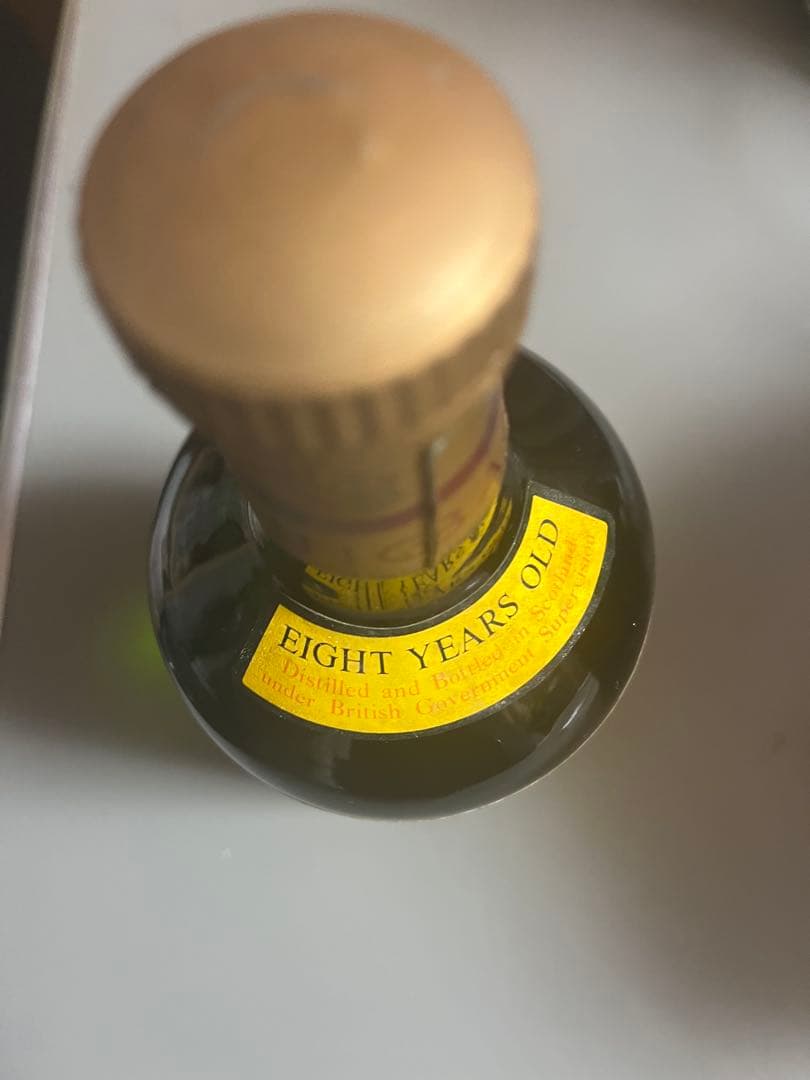 EIGHT YEARS OLD
Distilled and Bottled in Scotland
under British Government Supervision